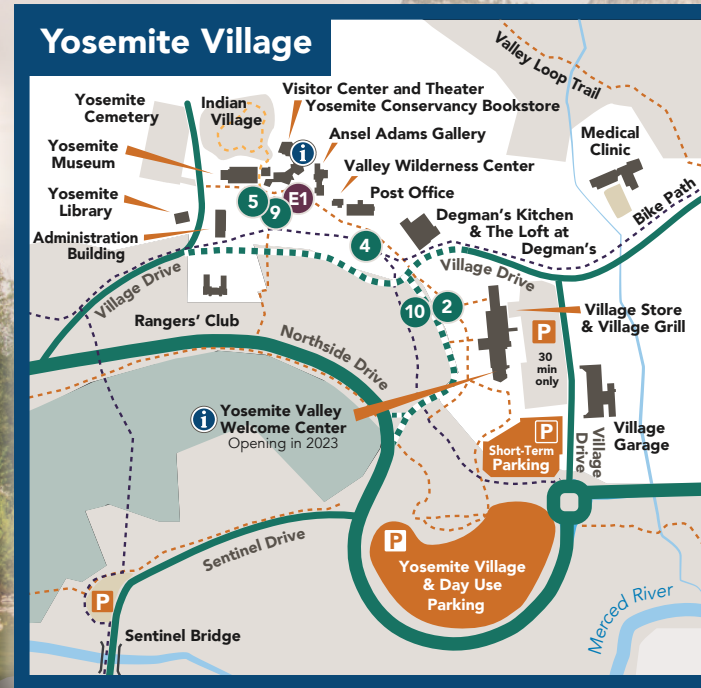 Yosemite Village
Valley Loop Trail
Yosemite
Cemetery
Indian
Village
Visitor Center and Theater
Yosemite Conservancy Bookstore
i
Ansel Adams Gallery
Medical
Clinic
Yosemite
Museum
Valley Wilderness Center
Yosemite
Library
5
9
E1
Post Office
Bike Path
Administration
Building
4
Degman's Kitchen
& The Loft at
Degman's
Village Drive
Village Drive
Rangers' Club
10
2
Village Store
& Village Grill
P
30
min
only
Northside Drive
i
Yosemite Valley
Welcome Center
Opening in 2023
Village
Garage
Village
Drive
P
Short-Term
Parking
Sentinel Drive
P
Yosemite Village
& Day Use
Parking
P
Sentinel Bridge
Merced River